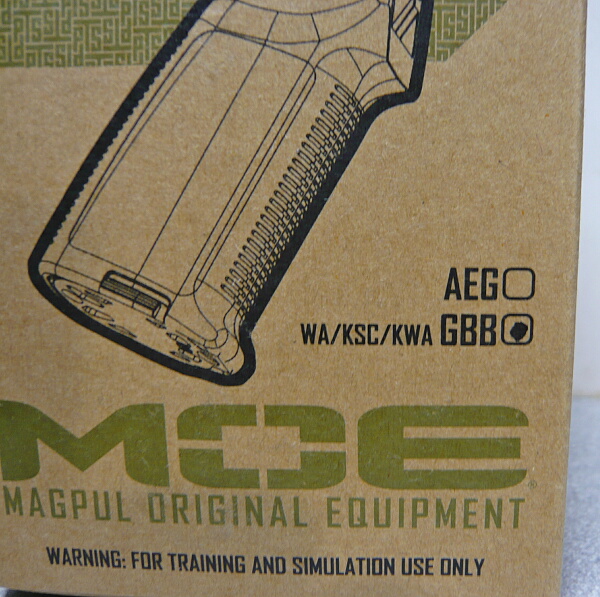 AEG
WA/KSC/KWA GBB
MOE®
MAGPUL ORIGINAL EQUIPMENT
WARNING: FOR TRAINING AND SIMULATION USE ONLY